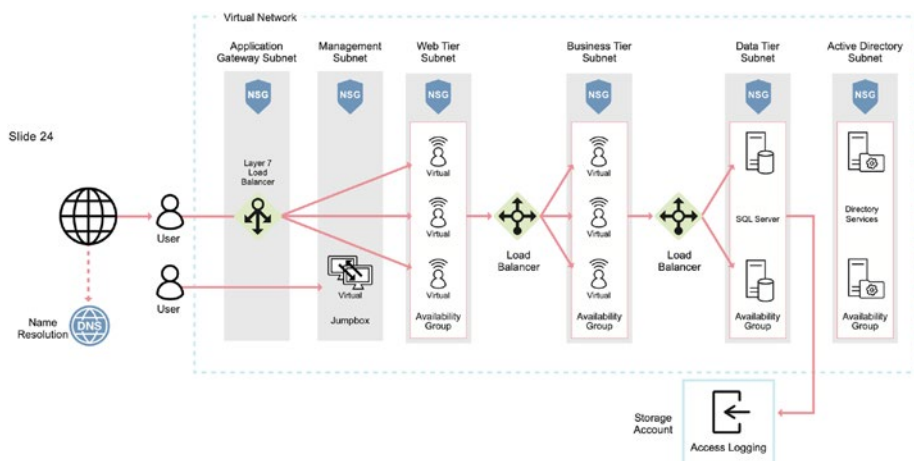 Virtual Network
Application
Gateway Subnet
Management
Subnet
Web Tier
Subnet
Business Tier
Subnet
Data Tier
Subnet
Active Directory
Subnet
NSG
NSG
NSG
NSG
NSG
NSG
Slide 24
Layer 7
Load
Balancer
User
User
Name
Resolution
DNS
Virtual
Jumpbox
Virtual
Virtual
Virtual
Availability
Group
Load
Balancer
Virtual
Virtual
Virtual
Availability
Group
Load
Balancer
SQL Server
Availability
Group
Directory
Services
Availability
Group
Storage
Account
Access Logging